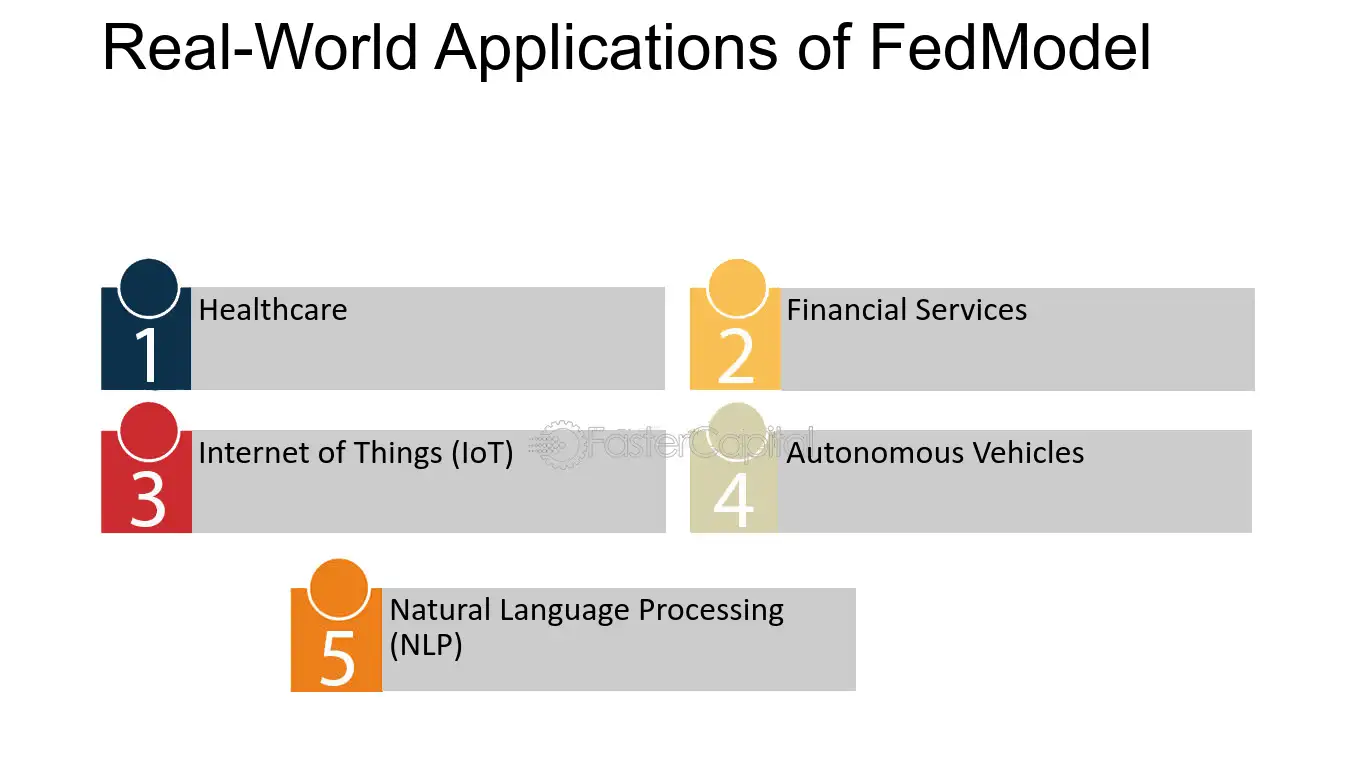 Real-World Applications of FedModel
1
Healthcare
2
Financial Services
3
Internet of Things (IoT)
FasterCapital
4
Autonomous Vehicles
5
Natural Language Processing
(NLP)